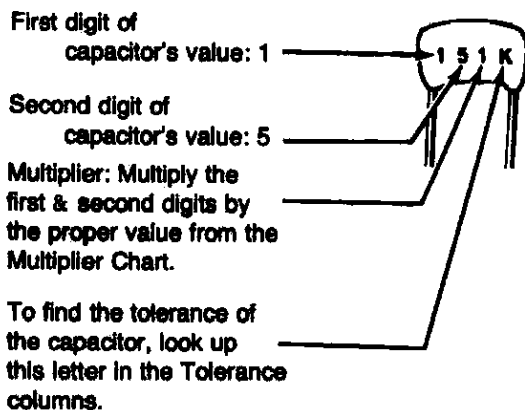 First digit of
capacitor's value: 1
1 5 1 K
Second digit of
capacitor's value: 5
Multiplier: Multiply the
first & second digits by
the proper value from the
Multiplier Chart.
To find the tolerance of
the capacitor, look up
this letter in the Tolerance
columns.